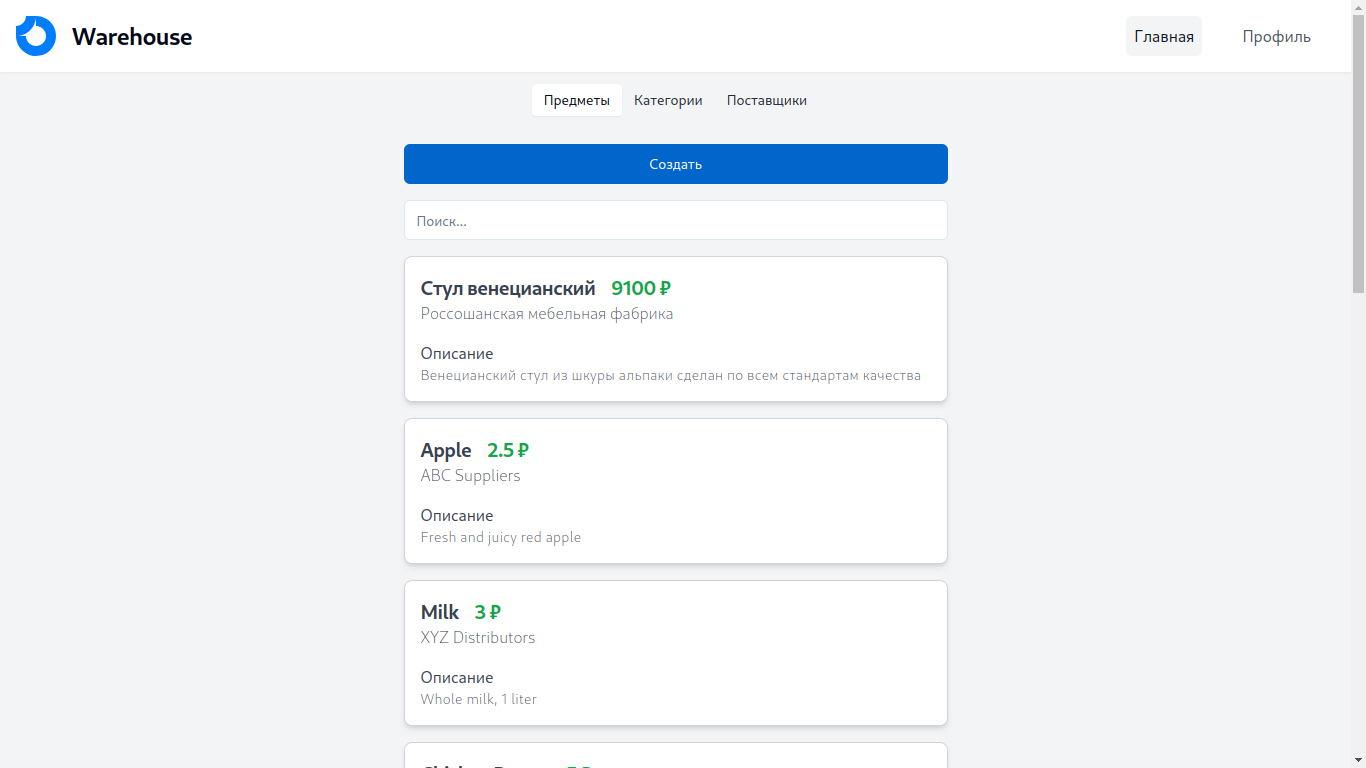 Warehouse
Главная
Профиль
Предметы
Категории
Поставщики
Создать
Поиск...
Стул венецианский 9100 ₽
Россошанская мебельная фабрика
Описание
Венецианский стул из шкуры альпаки сделан по всем стандартам качества
Apple 2.5 ₽
ABC Suppliers
Описание
Fresh and juicy red apple
Milk 3 ₽
XYZ Distributors
Описание
Whole milk, 1 liter